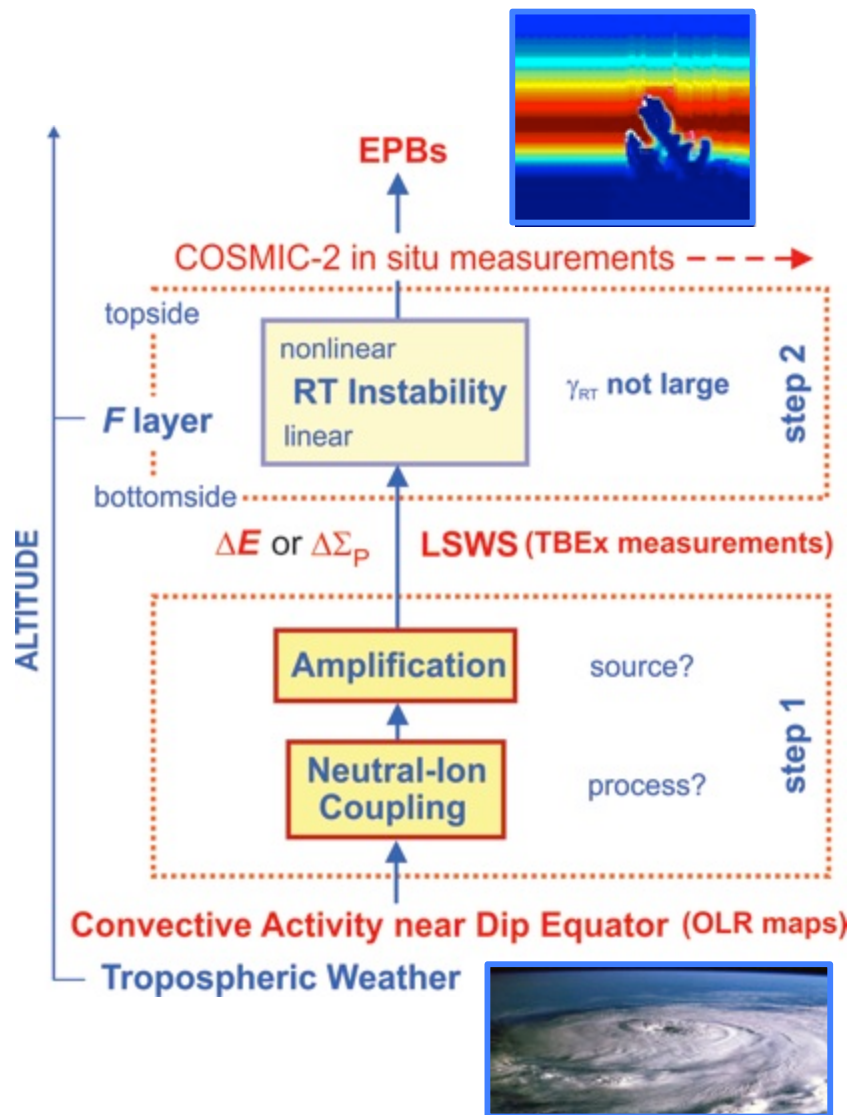 EPBs
COSMIC-2 in situ measurements
topside
nonlinear
RT Instability
linear
γRT not large
step 2
F layer
bottomside
ΔE or ΔΣP
LSWS (TBEx measurements)
ALTITUDE
Amplification
source?
Neutral-Ion
Coupling
process?
step 1
Convective Activity near Dip Equator (OLR maps)
Tropospheric Weather